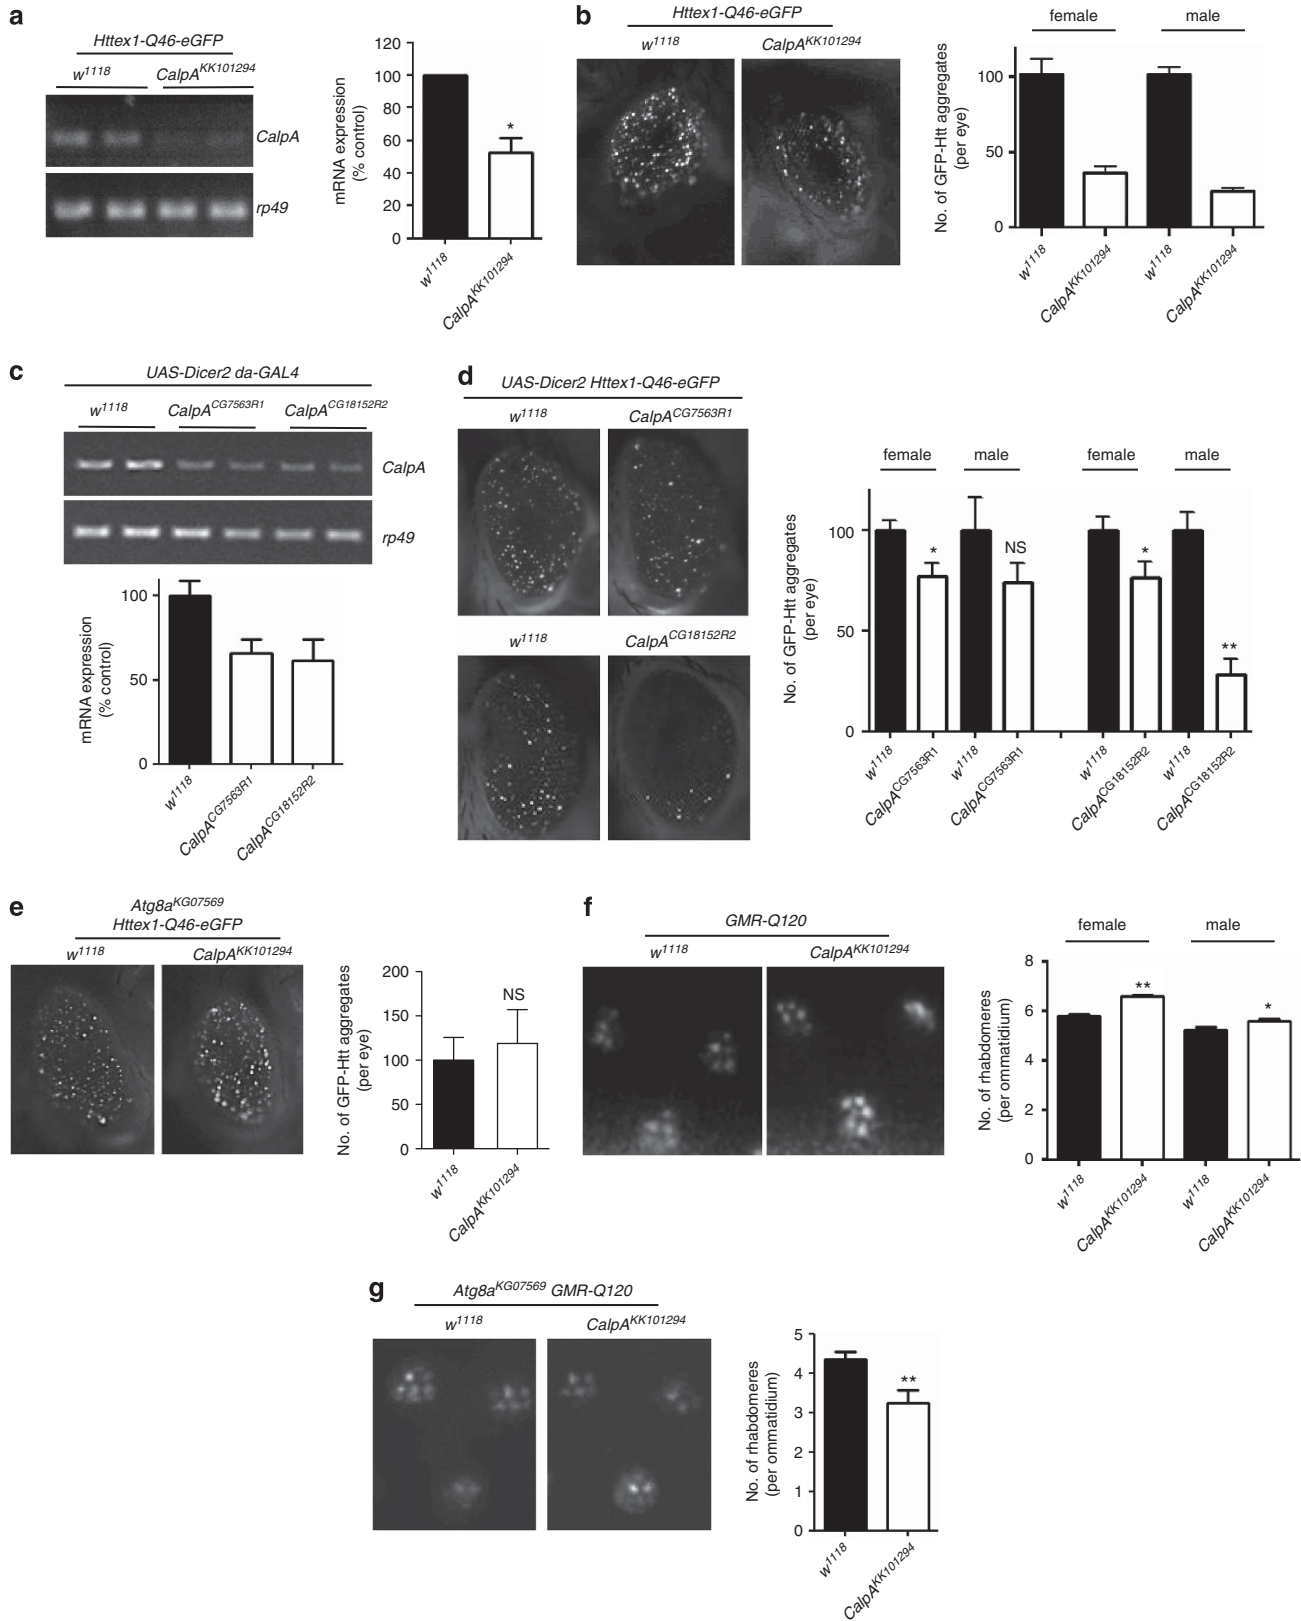 a
Httex1-Q46-eGFP
w1118 CalpAKK101294
CalpA
rp49
mRNA expression
(% control)
120
100
80
60
40
20
0
*
w1118
CalpAKK101294
b
Httex1-Q46-eGFP
w1118 CalpAKK101294
No. of GFP-Htt aggregates
(per eye)
female male
100
50
0
w1118
CalpAKK101294
w1118
CalpAKK101294
c
UAS-Dicer2 da-GAL4
w1118 CalpACG7563R1 CalpACG18152R2
CalpA
rp49
mRNA expression
(% control)
100
50
0
w1118
CalpACG7563R1
CalpACG18152R2
d
UAS-Dicer2 Httex1-Q46-eGFP
w1118 CalpACG7563R1
w1118 CalpACG18152R2
No. of GFP-Htt aggregates
(per eye)
female male female male
100
50
0
* NS * **
w1118
CalpACG7563R1
w1118
CalpACG7563R1
w1118
CalpACG18152R2
w1118
CalpACG18152R2
e
Atg8aKG07569
Httex1-Q46-eGFP
w1118 CalpAKK101294
No. of GFP-Htt aggregates
(per eye)
200
150
100
50
0
NS
w1118
CalpAKK101294
f
GMR-Q120
w1118 CalpAKK101294
No. of rhabdomeres
(per ommatidium)
female male
8
6
4
2
0
** *
w1118
CalpAKK101294
w1118
CalpAKK101294
g
Atg8aKG07569 GMR-Q120
w1118 CalpAKK101294
No. of rhabdomeres
(per ommatidium)
5
4
3
2
1
0
**
w1118
CalpAKK101294